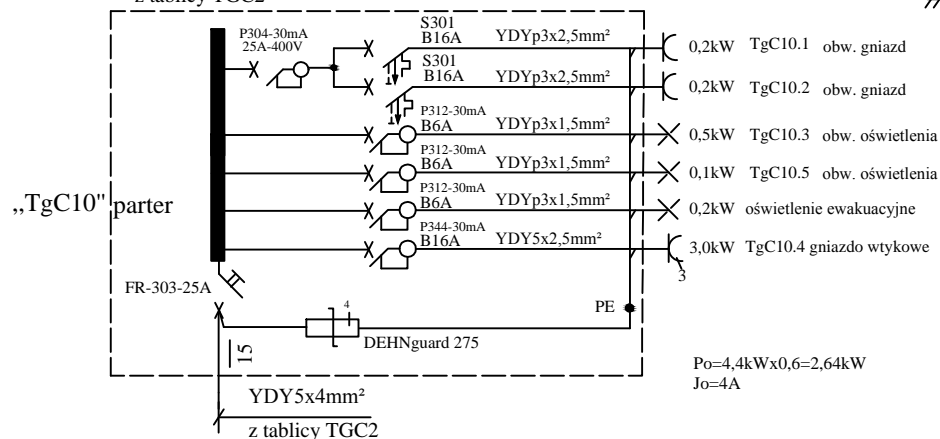 z tablicy TGC2
P304-30mA
25A-400V
S301
B16A
YDYp3x2,5mm²
0,2kW TgC10.1 obw. gniazd
S301
B16A
YDYp3x2,5mm²
0,2kW TgC10.2 obw. gniazd
P312-30mA
B6A
YDYp3x1,5mm²
0,5kW TgC10.3 obw. oświetlenia
P312-30mA
B6A
YDYp3x1,5mm²
0,1kW TgC10.5 obw. oświetlenia
P312-30mA
B6A
YDYp3x1,5mm²
0,2kW oświetlenie ewakuacyjne
P344-30mA
B16A
YDY5x2,5mm²
3,0kW TgC10.4 gniazdo wtykowe
3
,,TgC10" parter
FR-303-25A
PE
4
DEHNguard 275
15
Po=4,4kWx0,6=2,64kW
Jo=4A
YDY5x4mm²
z tablicy TGC2